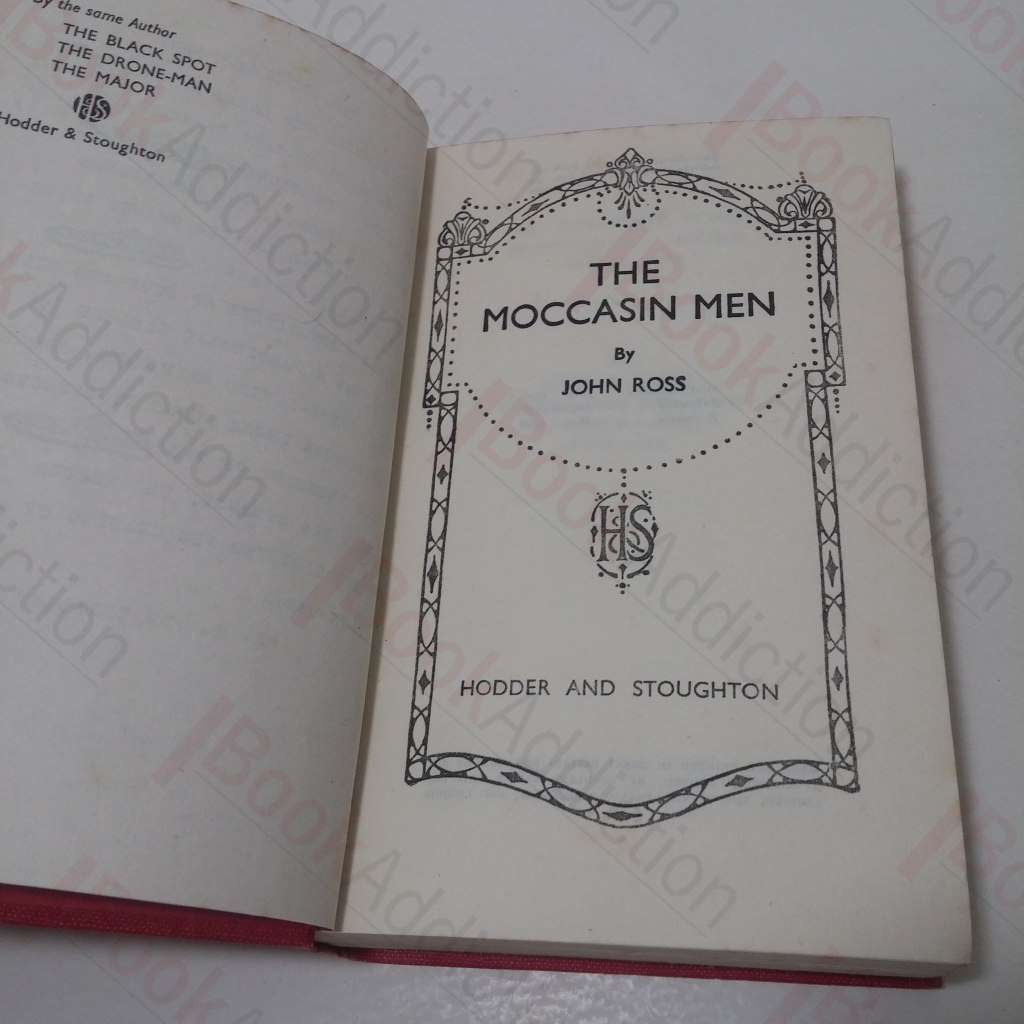 By the same Author
THE BLACK SPOT
THE DRONE-MAN
THE MAJOR
HS
Hodder & Stoughton
THE
MOCCASIN MEN
By
JOHN ROSS
HS
HODDER AND STOUGHTON
BookAddiction